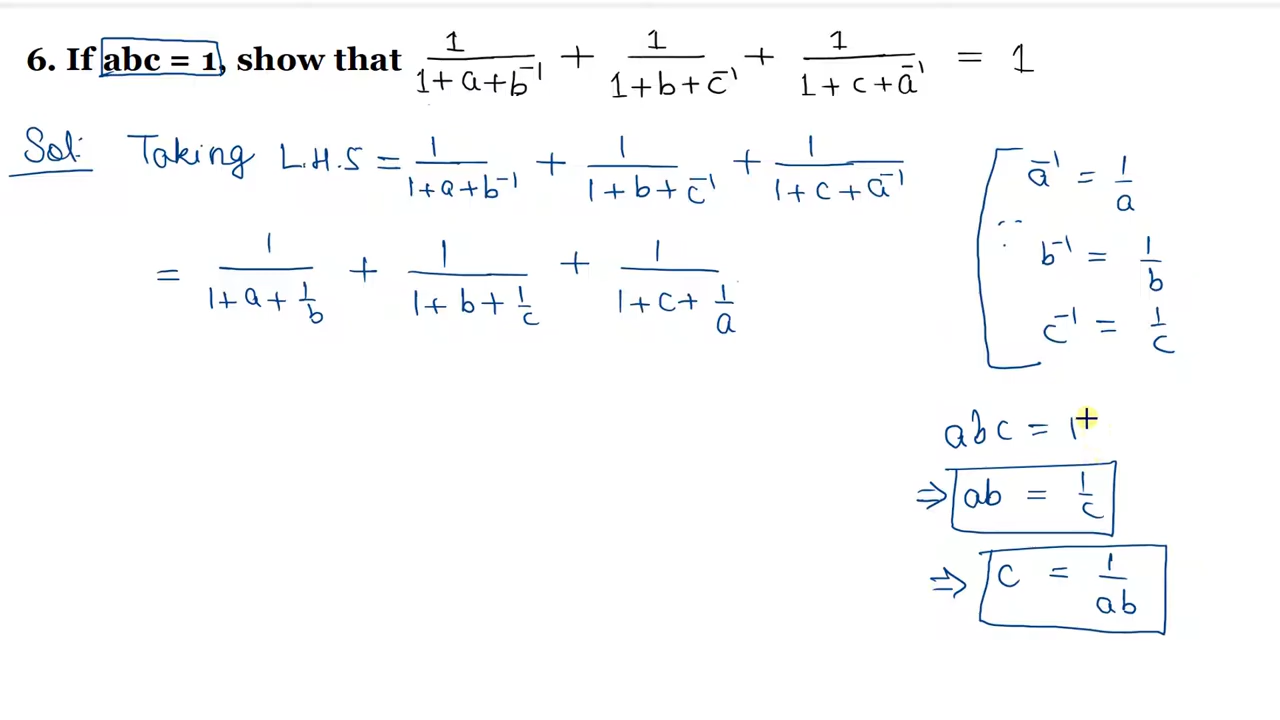 6. If abc = 1, show that 1/(1+a+b⁻¹) + 1/(1+b+c⁻¹) + 1/(1+c+a⁻¹) = 1
Sol: Taking L.H.S = 1/(1+a+b⁻¹) + 1/(1+b+c⁻¹) + 1/(1+c+a⁻¹)
= 1/(1+a+1/b) + 1/(1+b+1/c) + 1/(1+c+1/a)
∵ a⁻¹ = 1/a
b⁻¹ = 1/b
c⁻¹ = 1/c
abc = 1
⇒ ab = 1/c
⇒ c = 1/ab